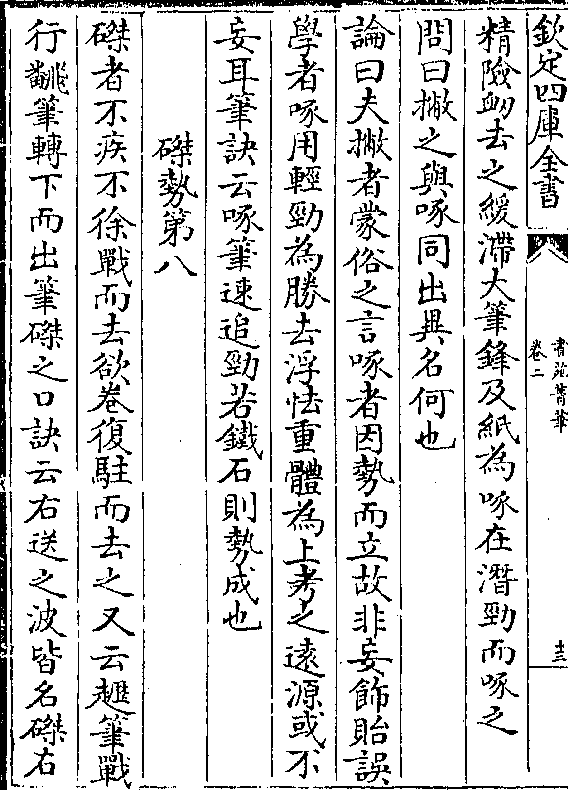 欽定四庫全書
書苑菁華
卷二
十三
精險衂去之緩滯大筆鋒及紙為啄在潛勁而啄之
問曰撇之與啄同出異名何也
論曰夫撇者蒙俗之言啄者因勢而立故非妄飾貽誤
學者啄用輕勁為勝去浮怯重體為上考之遠源或不
妄耳筆訣云啄筆速追勁若鐵石則勢成也
磔勢第八
磔者不疾不徐戰而去欲卷復駐而去之又云趯筆戰
行翻筆轉下而出筆磔之口訣云右送之波皆名磔右